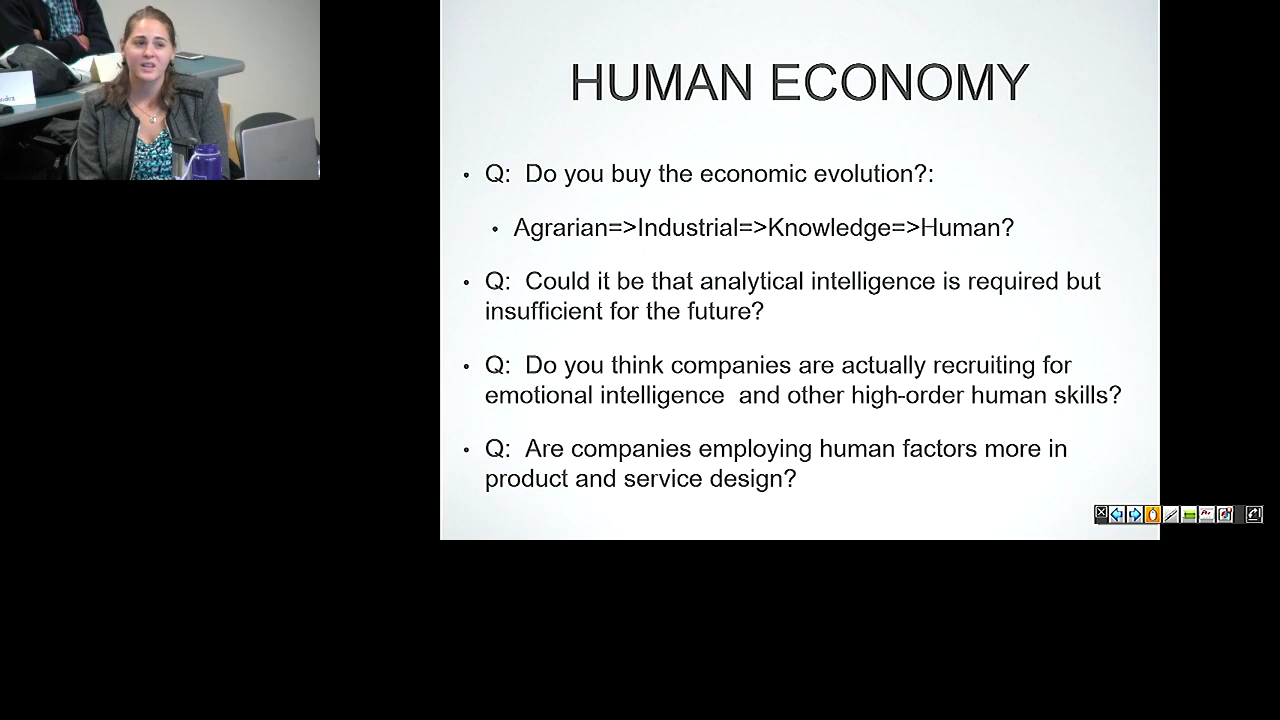 HUMAN ECONOMY
• Q: Do you buy the economic evolution?:
• Agrarian=>Industrial=>Knowledge=>Human?
• Q: Could it be that analytical intelligence is required but
insufficient for the future?
• Q: Do you think companies are actually recruiting for
emotional intelligence and other high-order human skills?
• Q: Are companies employing human factors more in
product and service design?